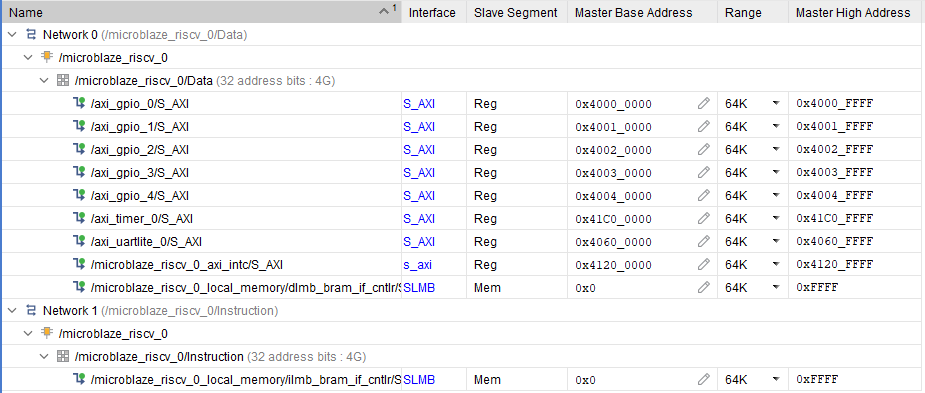 Name 1 Interface Slave Segment Master Base Address Range Master High Address
Network 0 (/microblaze_riscv_0/Data)
/microblaze_riscv_0
/microblaze_riscv_0/Data (32 address bits : 4G)
/axi_gpio_0/S_AXI S_AXI Reg 0x4000_0000 64K 0x4000_FFFF
/axi_gpio_1/S_AXI S_AXI Reg 0x4001_0000 64K 0x4001_FFFF
/axi_gpio_2/S_AXI S_AXI Reg 0x4002_0000 64K 0x4002_FFFF
/axi_gpio_3/S_AXI S_AXI Reg 0x4003_0000 64K 0x4003_FFFF
/axi_gpio_4/S_AXI S_AXI Reg 0x4004_0000 64K 0x4004_FFFF
/axi_timer_0/S_AXI S_AXI Reg 0x41C0_0000 64K 0x41C0_FFFF
/axi_uartlite_0/S_AXI S_AXI Reg 0x4060_0000 64K 0x4060_FFFF
/microblaze_riscv_0_axi_intc/S_AXI s_axi Reg 0x4120_0000 64K 0x4120_FFFF
/microblaze_riscv_0_local_memory/dlmb_bram_if_cntlr/S SLMB Mem 0x0 64K 0xFFFF
Network 1 (/microblaze_riscv_0/Instruction)
/microblaze_riscv_0
/microblaze_riscv_0/Instruction (32 address bits : 4G)
/microblaze_riscv_0_local_memory/ilmb_bram_if_cntlr/S SLMB Mem 0x0 64K 0xFFFF